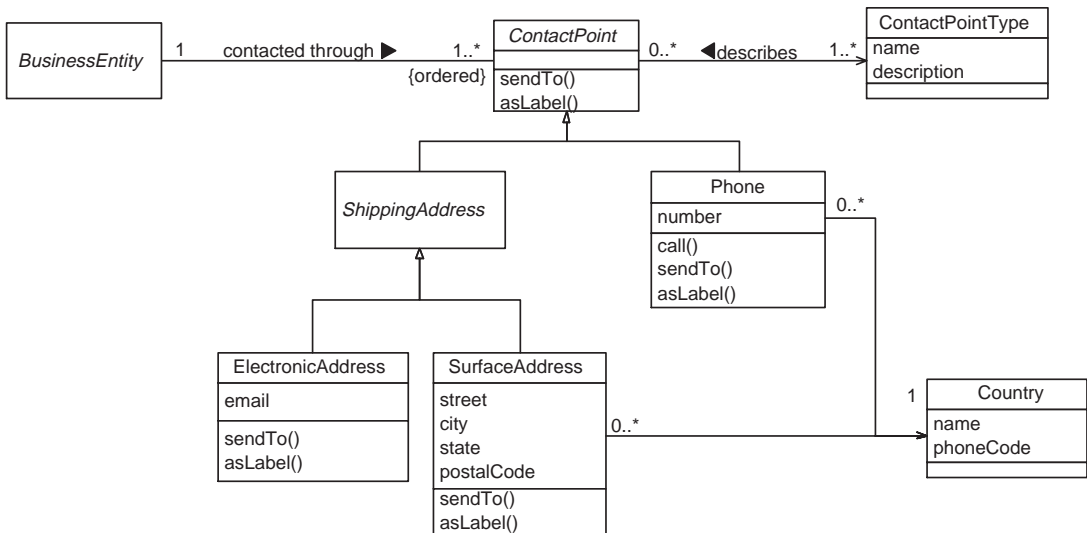 BusinessEntity
1
contacted through
1..*
{ordered}
ContactPoint
sendTo()
asLabel()
0..*
describes
1..*
ContactPointType
name
description
ShippingAddress
Phone
number
call()
sendTo()
asLabel()
0..*
ElectronicAddress
email
sendTo()
asLabel()
SurfaceAddress
street
city
state
postalCode
sendTo()
asLabel()
0..*
1
Country
name
phoneCode